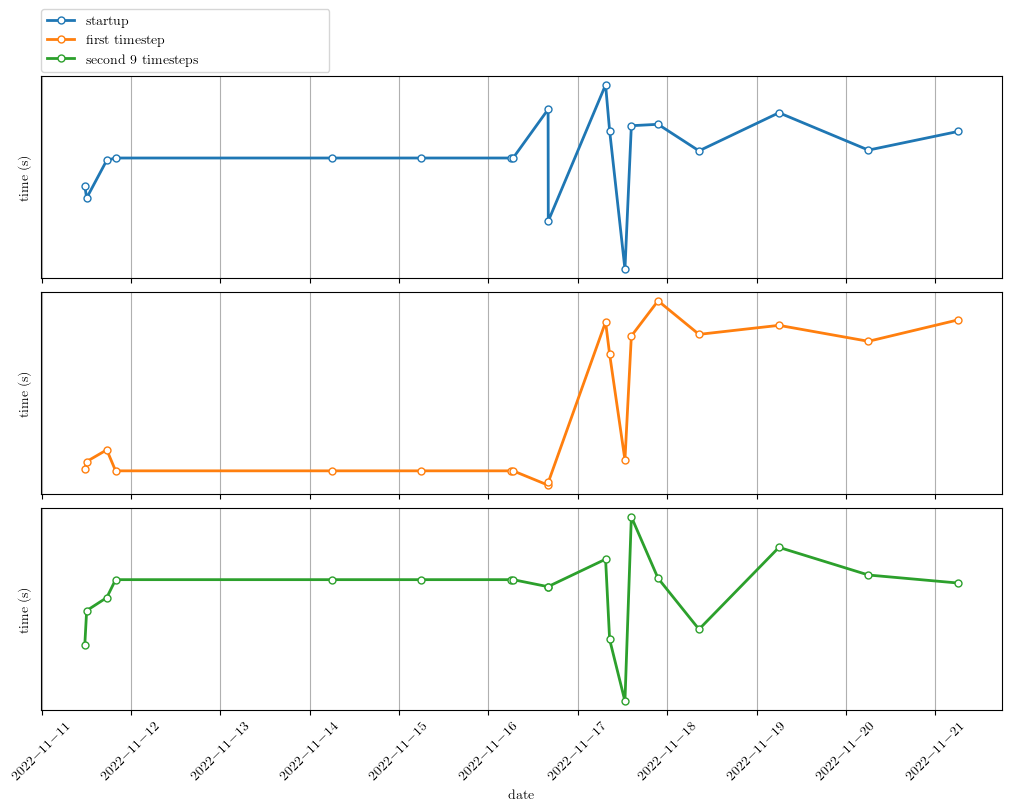 startup
first timestep
second 9 timesteps
time (s)
time (s)
time (s)
2022−11−11
2022−11−12
2022−11−13
2022−11−14
2022−11−15
2022−11−16
2022−11−17
2022−11−18
2022−11−19
2022−11−20
2022−11−21
date